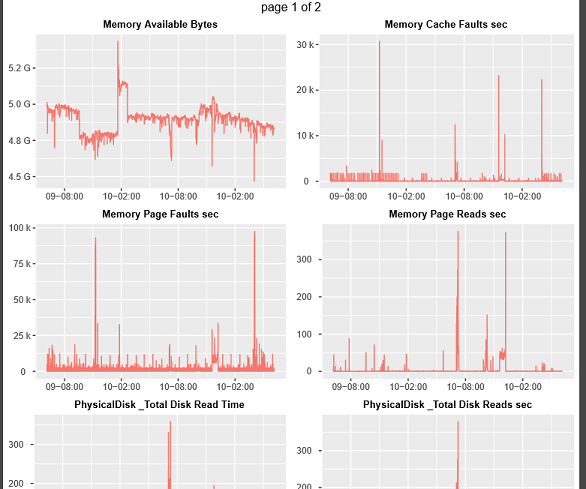 page 1 of 2
Memory Available Bytes
5.2 G
5.0 G
4.8 G
4.5 G
09−08:00
10−02:00
10−08:00
10−02:00
Memory Cache Faults sec
30 k
20 k
10 k
0
09−08:00
10−02:00
10−08:00
10−02:00
Memory Page Faults sec
100 k
75 k
50 k
25 k
0
09−08:00
10−02:00
10−08:00
10−02:00
Memory Page Reads sec
300
200
100
0
09−08:00
10−02:00
10−08:00
10−02:00
PhysicalDisk _Total Disk Read Time
300
200
PhysicalDisk _Total Disk Reads sec
300
200